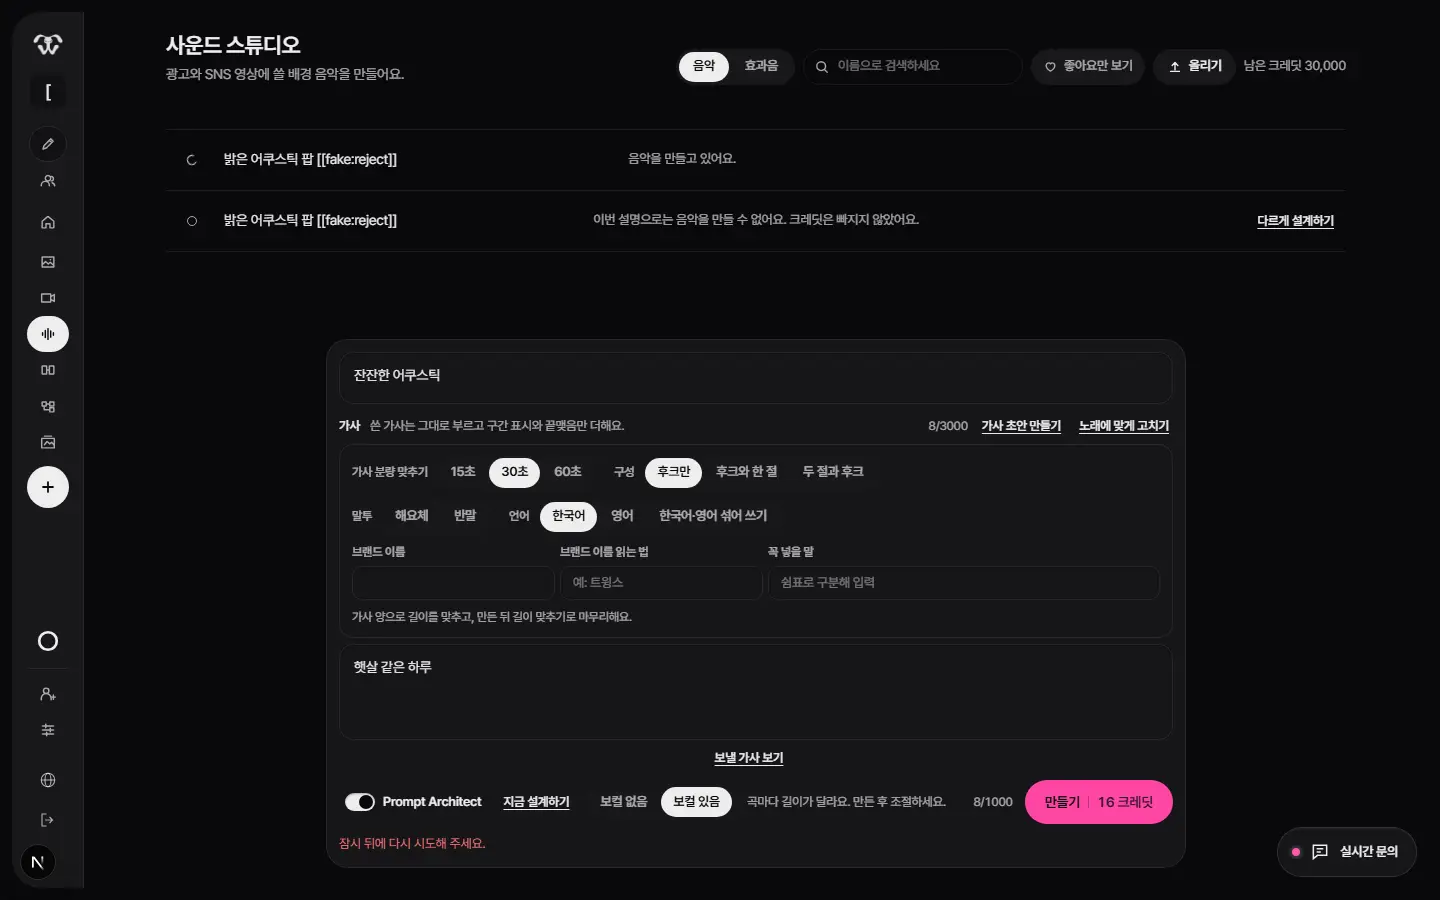 사운드 스튜디오
광고와 SNS 영상에 쓸 배경 음악을 만들어요.
음악
효과음
이름으로 검색하세요
좋아요만 보기
올리기
남은 크레딧 30,000
[
밝은 어쿠스틱 팝 [[fake:reject]]
음악을 만들고 있어요.
밝은 어쿠스틱 팝 [[fake:reject]]
이번 설명으로는 음악을 만들 수 없어요. 크레딧은 빠지지 않았어요.
다르게 설계하기
잔잔한 어쿠스틱
가사 쓴 가사는 그대로 부르고 구간 표시와 끝맺음만 더해요.
8/3000
가사 초안 만들기
노래에 맞게 고치기
가사 분량 맞추기 15초 30초 60초 구성 후크만 후크와 한 절 두 절과 후크
말투 해요체 반말 언어 한국어 영어 한국어·영어 섞어 쓰기
브랜드 이름
브랜드 이름 읽는 법
꼭 넣을 말
예: 트윙스
쉼표로 구분해 입력
가사 양으로 길이를 맞추고, 만든 뒤 길이 맞추기로 마무리해요.
햇살 같은 하루
보낼 가사 보기
Prompt Architect
지금 설계하기
보컬 없음
보컬 있음
곡마다 길이가 달라요. 만든 후 조절하세요.
8/1000
만들기 | 16 크레딧
잠시 뒤에 다시 시도해 주세요.
N
실시간 문의